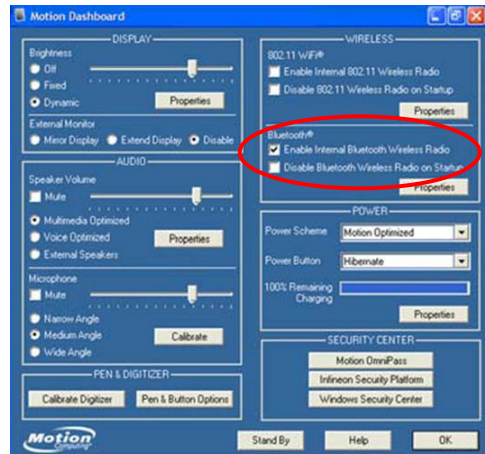 Motion Dashboard
DISPLAY
Brightness
Off
Fixed
Dynamic
Properties
External Monitor
Mirror Display Extend Display Disable
AUDIO
Speaker Volume
Mute
Multimedia Optimized
Voice Optimized
Properties
External Speakers
Microphone
Mute
Narrow Angle
Medium Angle
Calibrate
Wide Angle
PEN & DIGITIZER
Calibrate Digitizer Pen & Button Options
WIRELESS
802.11 WiFi®
Enable Internal 802.11 Wireless Radio
Disable 802.11 Wireless Radio on Startup
Properties
Bluetooth®
Enable Internal Bluetooth Wireless Radio
Disable Bluetooth Wireless Radio on Startup
Properties
POWER
Power Scheme Motion Optimized
Power Button Hibernate
100% Remaining
Charging
Properties
SECURITY CENTER
Motion OmniPass
Infineon Security Platform
Windows Security Center
Motion
Computing
Stand By Help OK